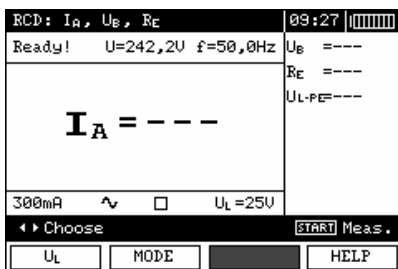 RCD: IA, UB, RE 09:27
Ready! U=242,2V f=50,0Hz
UB =---
RE =---
UL-PE=---
IA = ---
300mA ∿ □ UL=25V
Choose START Meas.
UL MODE HELP